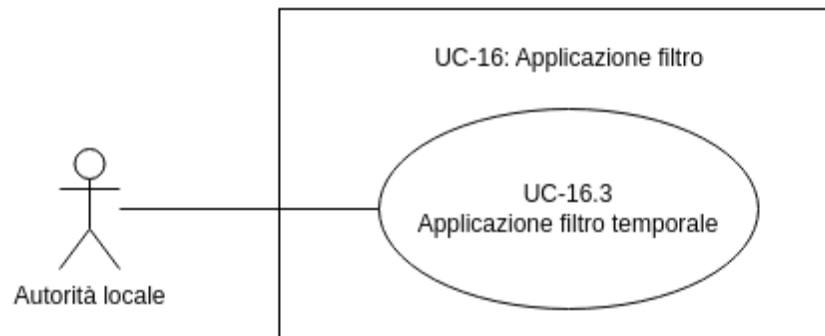 UC-16: Applicazione filtro
UC-16.3
Applicazione filtro temporale
Autorità locale